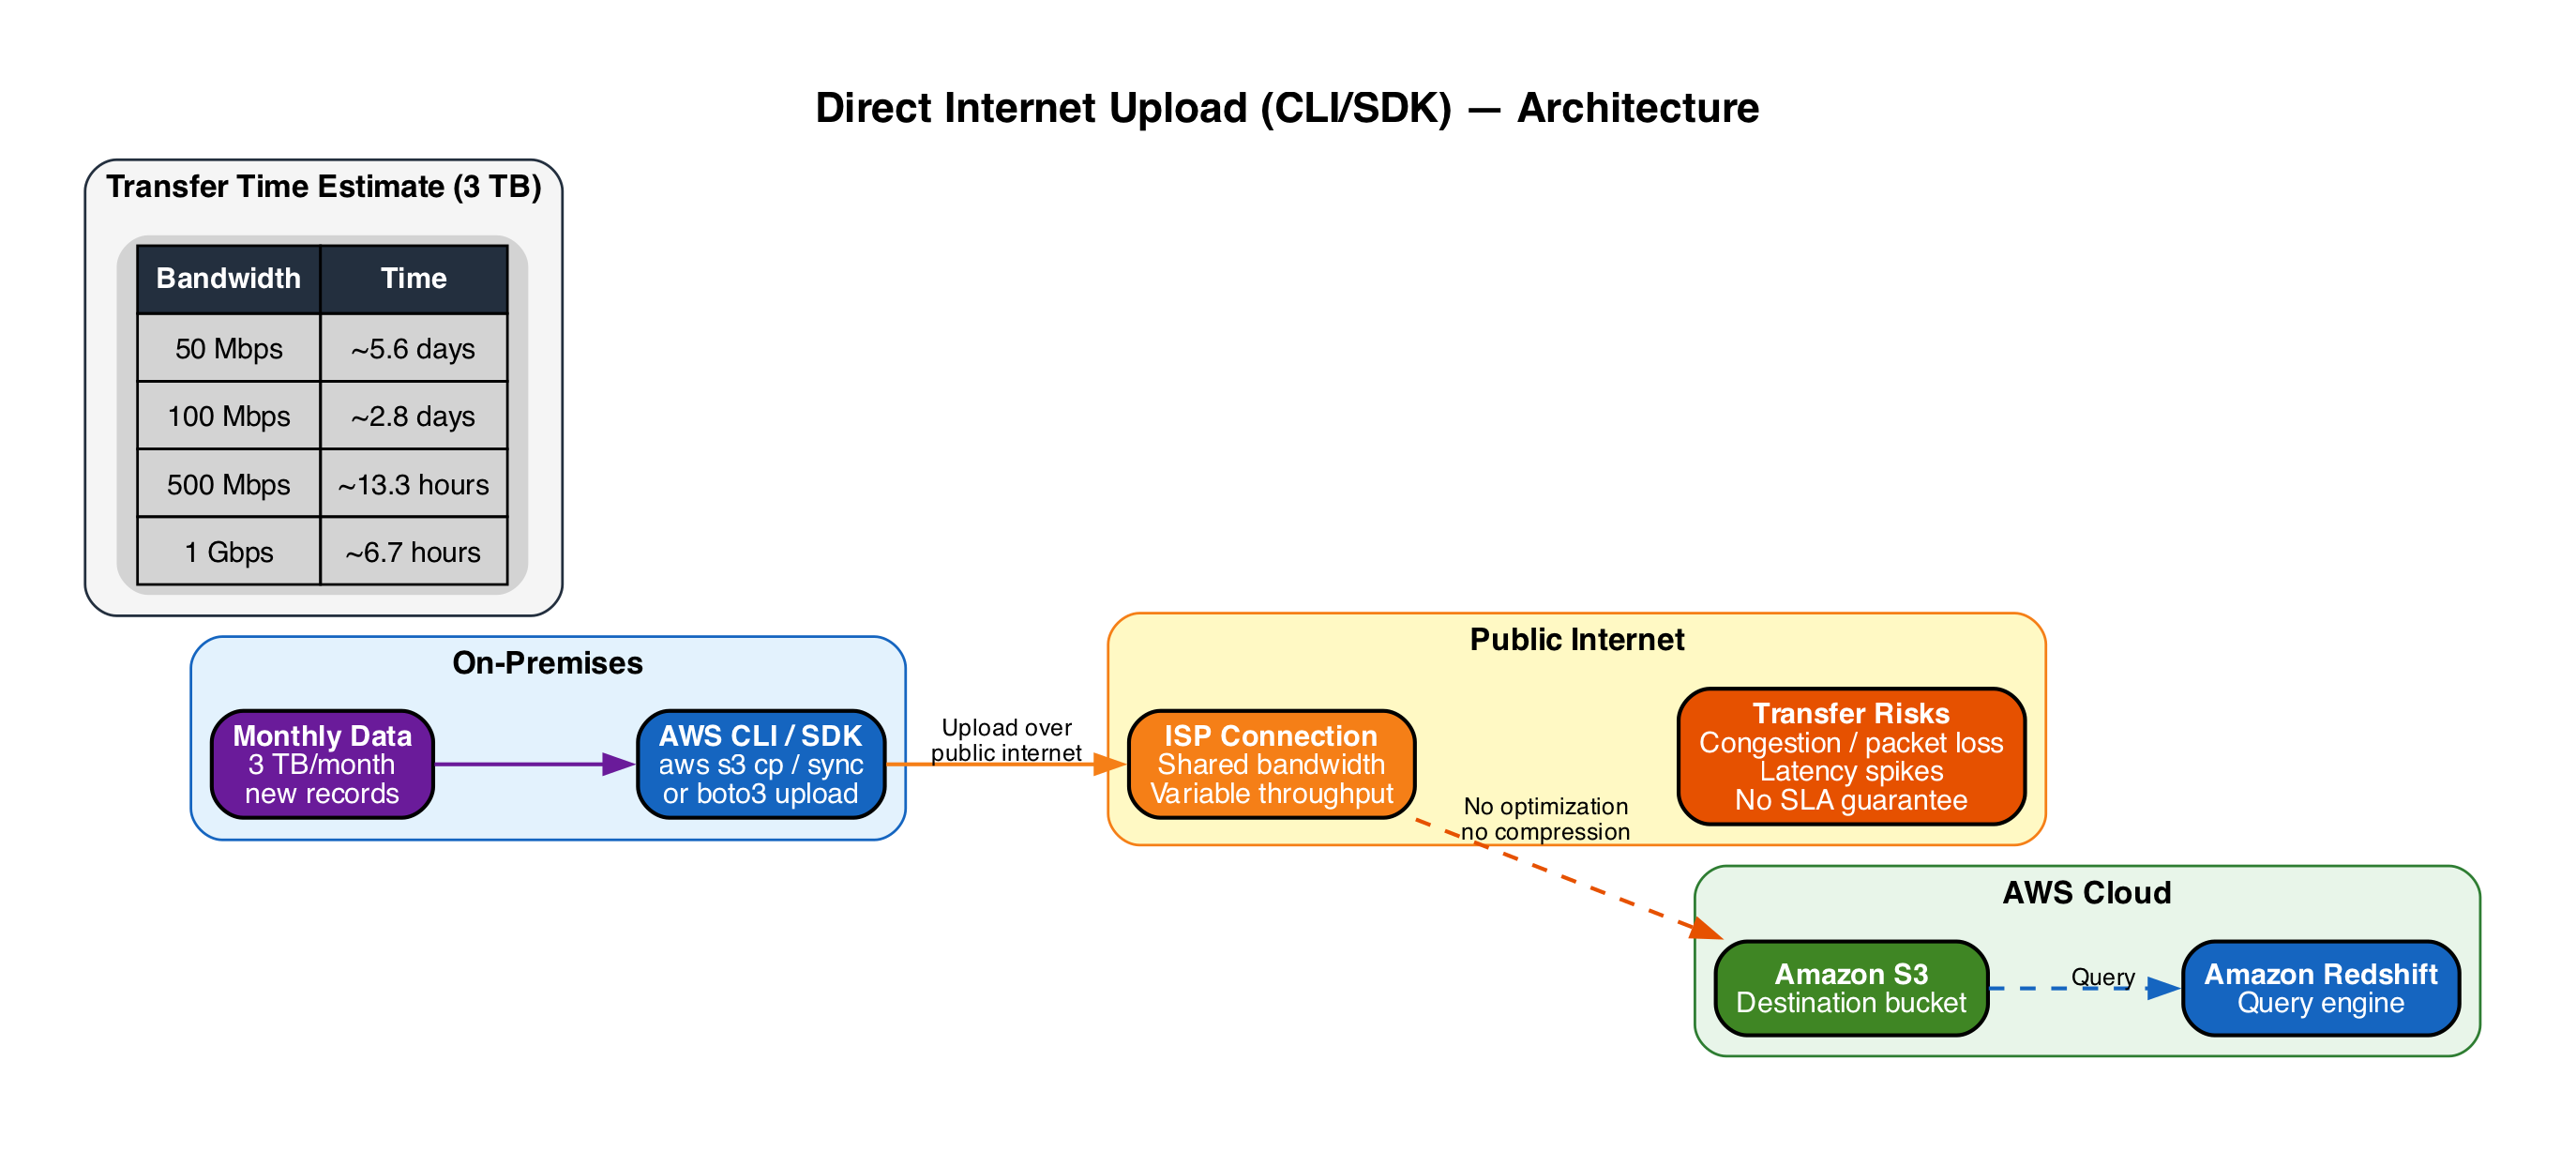 Direct Internet Upload (CLI/SDK) — Architecture
Transfer Time Estimate (3 TB)
Bandwidth Time
50 Mbps ~5.6 days
100 Mbps ~2.8 days
500 Mbps ~13.3 hours
1 Gbps ~6.7 hours
On-Premises
Monthly Data
3 TB/month
new records
AWS CLI / SDK
aws s3 cp / sync
or boto3 upload
Upload over
public internet
Public Internet
ISP Connection
Shared bandwidth
Variable throughput
Transfer Risks
Congestion / packet loss
Latency spikes
No SLA guarantee
No optimization
no compression
AWS Cloud
Amazon S3
Destination bucket
Query
Amazon Redshift
Query engine